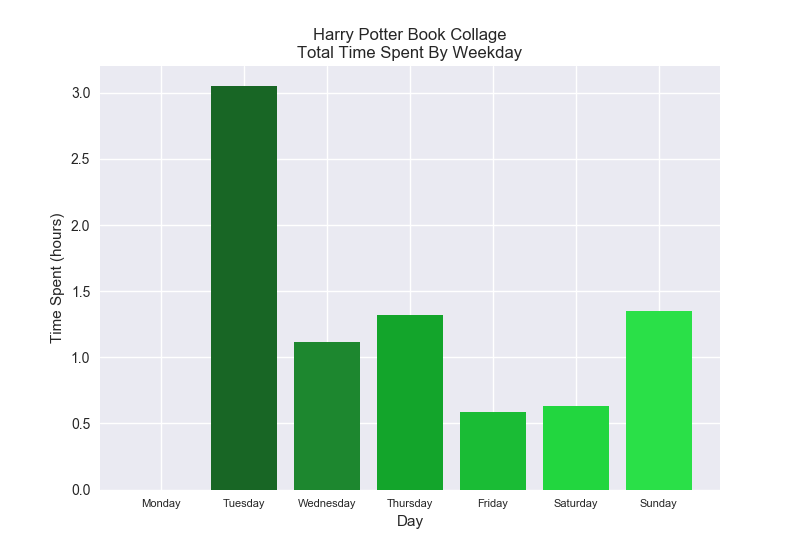 Harry Potter Book Collage
Total Time Spent By Weekday
3.0
2.5
2.0
1.5
1.0
0.5
0.0
Time Spent (hours)
Monday Tuesday Wednesday Thursday Friday Saturday Sunday
Day